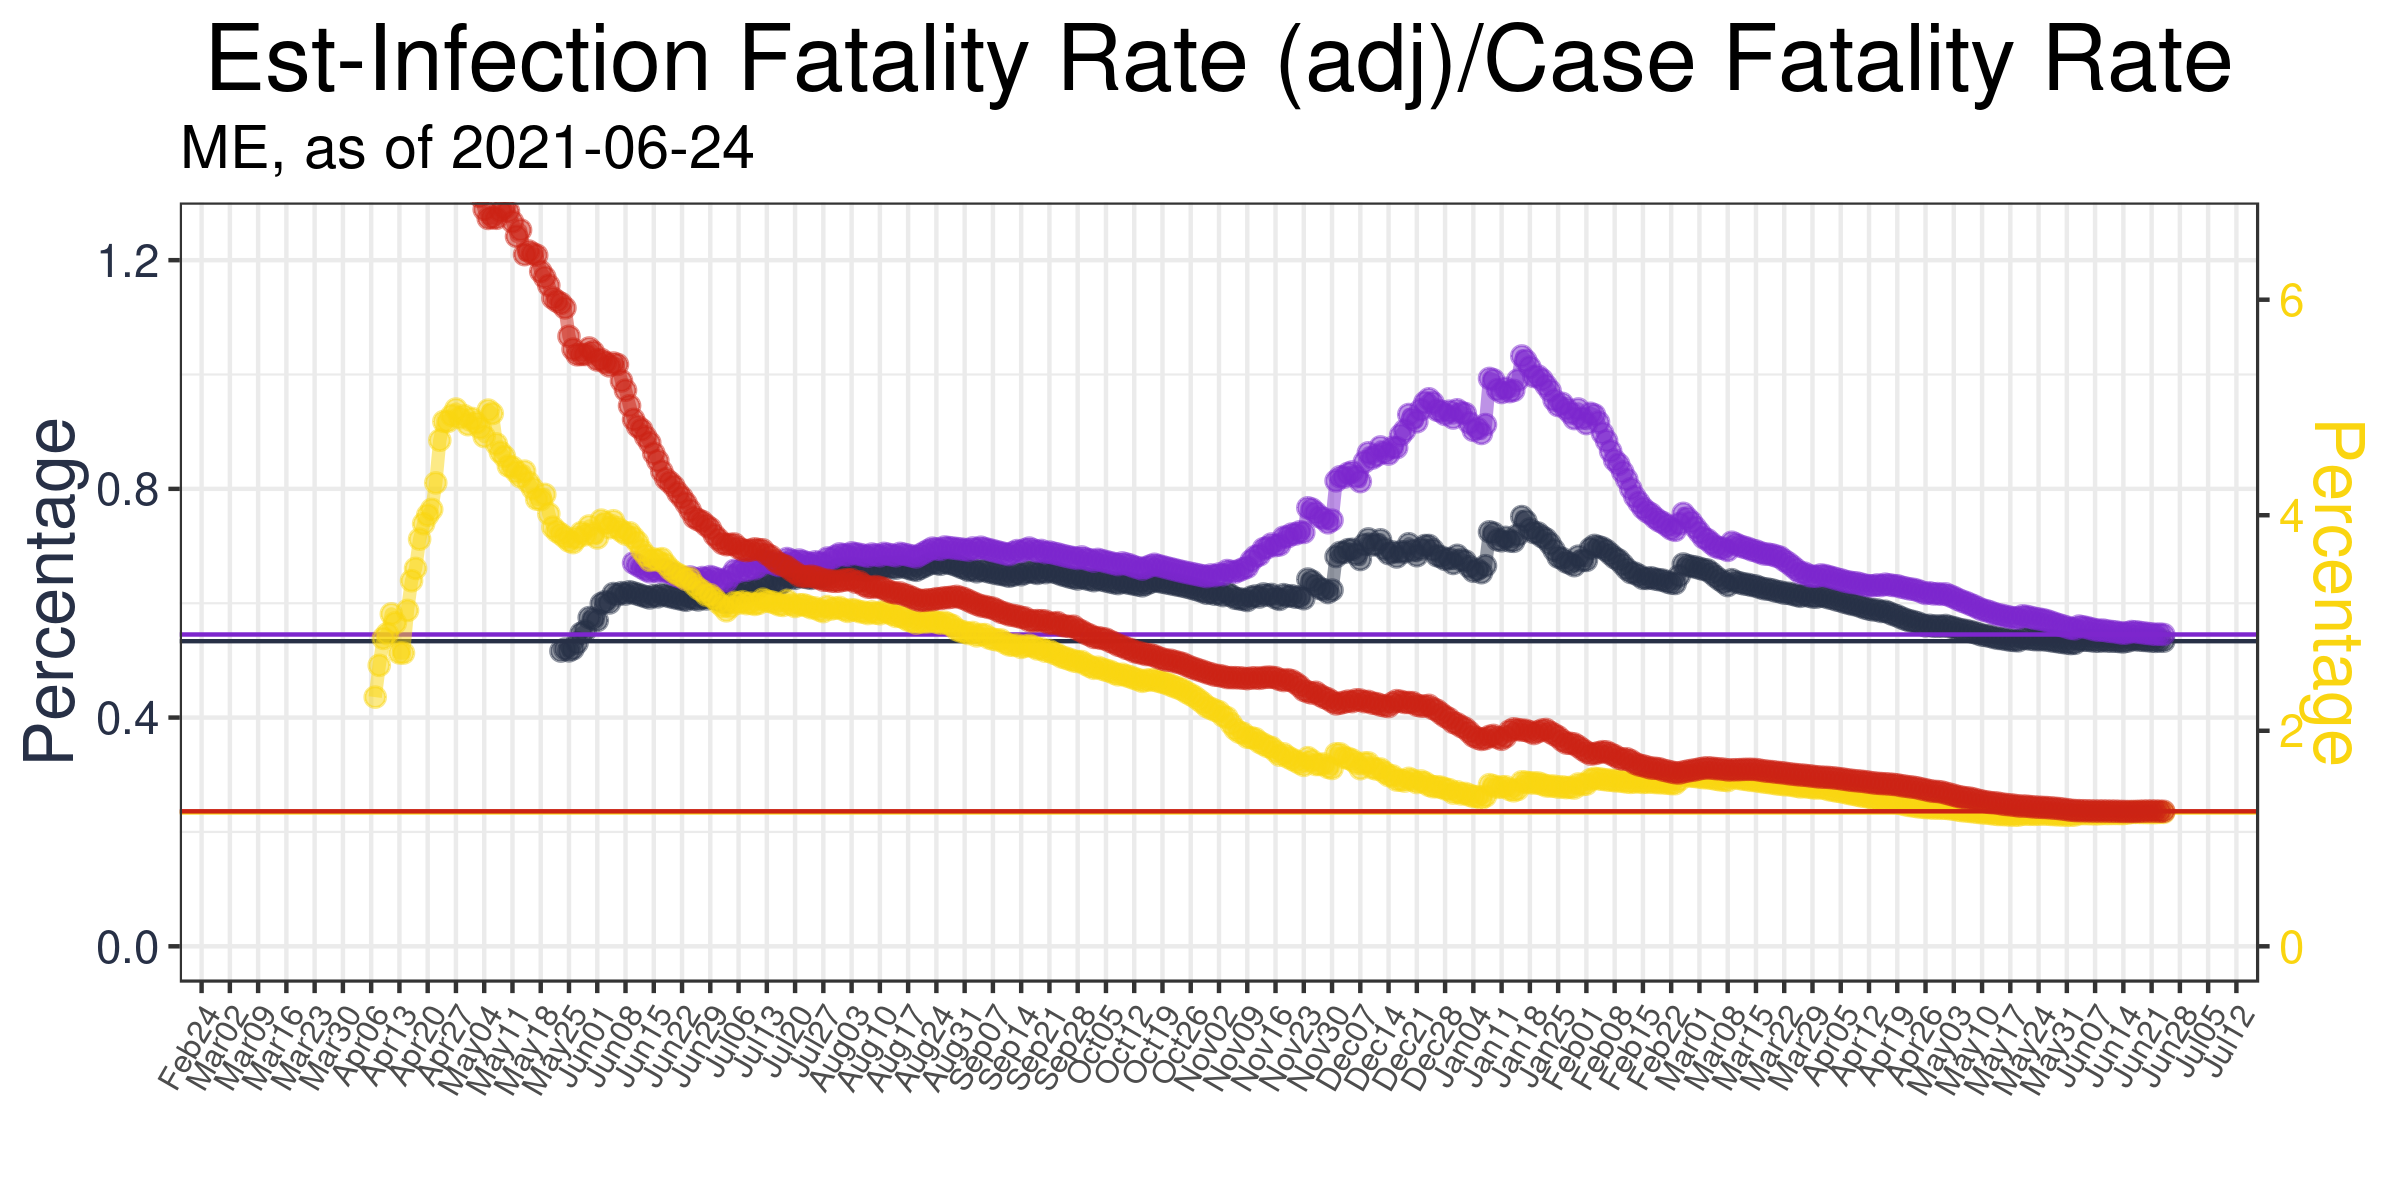 Est-Infection Fatality Rate (adj)/Case Fatality Rate
ME, as of 2021-06-24
Percentage
1.2
0.8
0.4
0.0
6
4
2
0
Percentage
Feb24
Mar02
Mar09
Mar16
Mar23
Mar30
Apr06
Apr13
Apr20
Apr27
May04
May11
May18
May25
Jun01
Jun08
Jun15
Jun22
Jun29
Jul06
Jul13
Jul20
Jul27
Aug03
Aug10
Aug17
Aug24
Aug31
Sep07
Sep14
Sep21
Sep28
Oct05
Oct12
Oct19
Oct26
Nov02
Nov09
Nov16
Nov23
Nov30
Dec07
Dec14
Dec21
Dec28
Jan04
Jan11
Jan18
Jan25
Feb01
Feb08
Feb15
Feb22
Mar01
Mar08
Mar15
Mar22
Mar29
Apr05
Apr12
Apr19
Apr26
May03
May10
May17
May24
May31
Jun07
Jun14
Jun21
Jun28
Jul05
Jul12